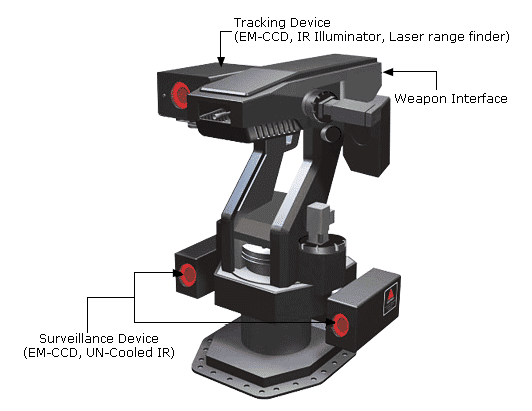 Tracking Device
(EM-CCD, IR Illuminator, Laser range finder)
Weapon Interface
Surveillance Device
(EM-CCD, UN-Cooled IR)